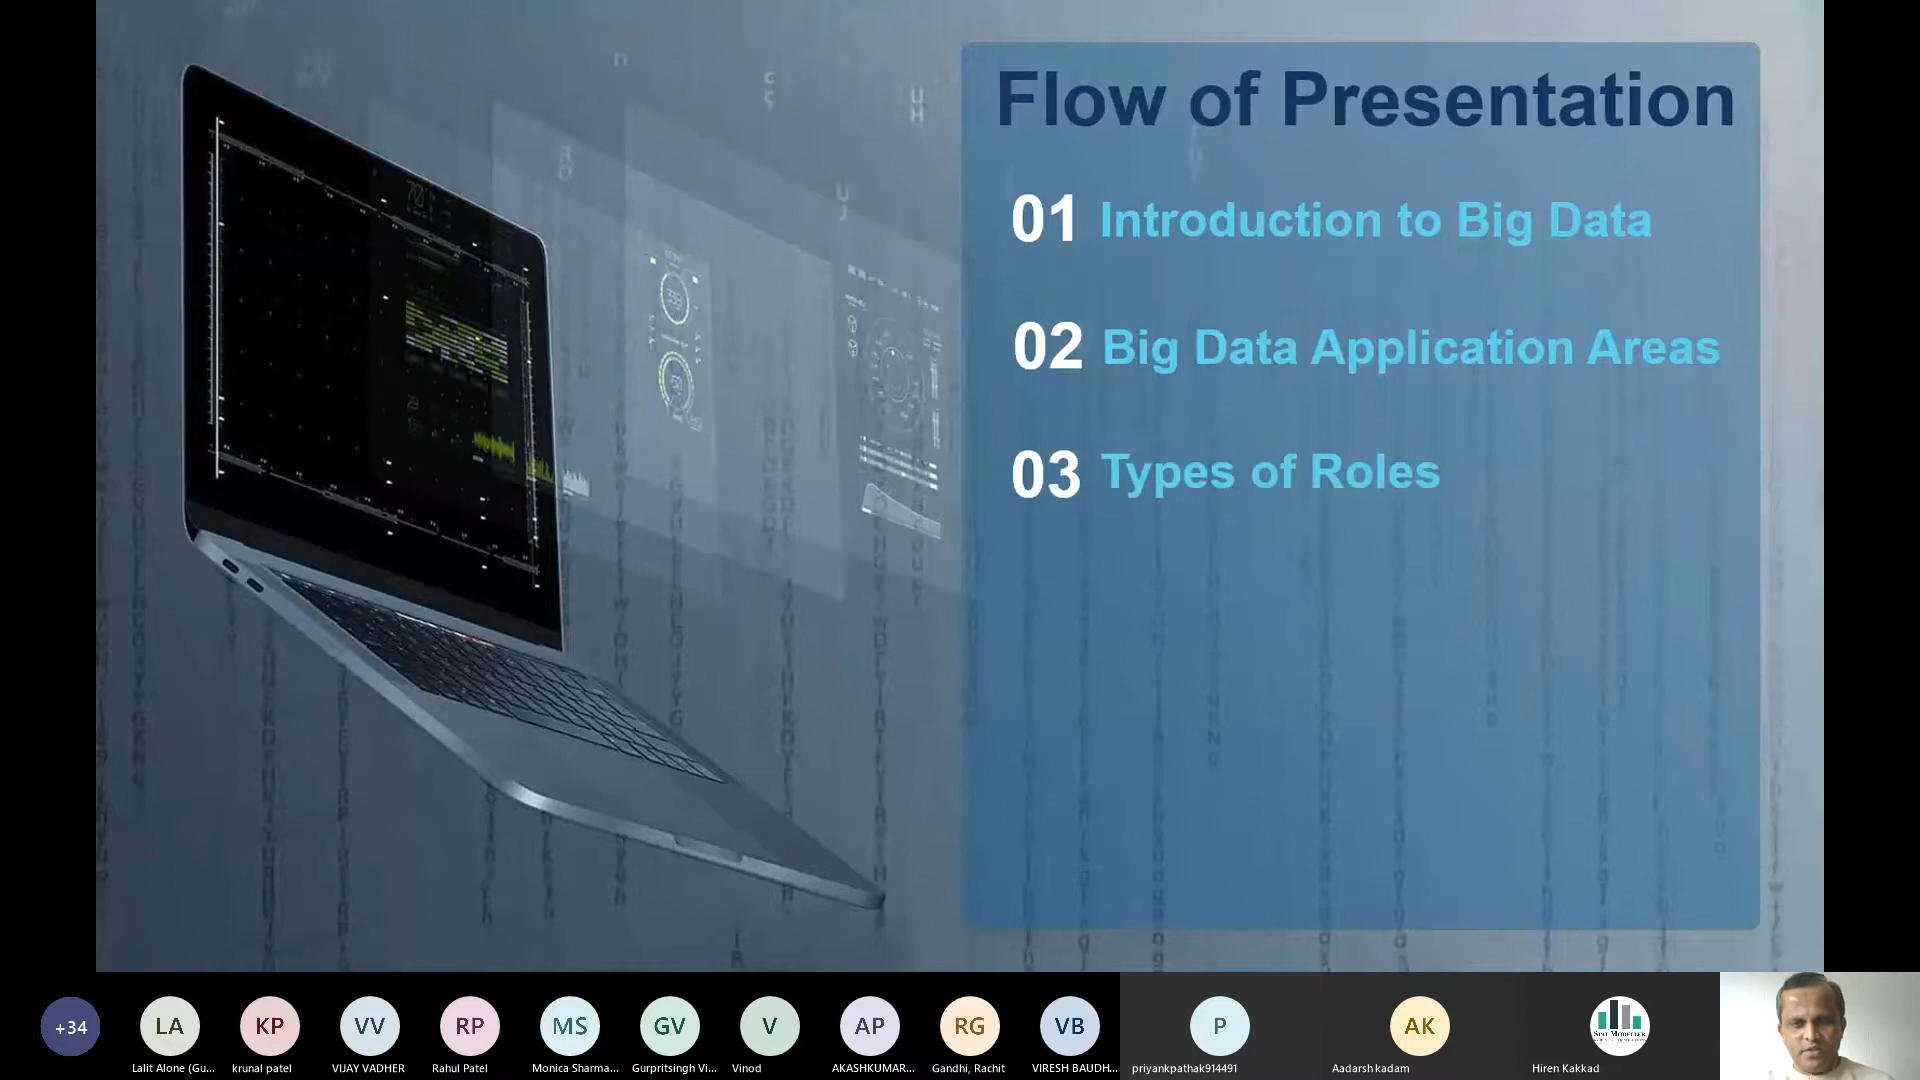 Flow of Presentation
01 Introduction to Big Data
02 Big Data Application Areas
03 Types of Roles
+34
LA
KP
VV
RP
MS
GV
V
AP
RG
VB
P
AK
STAT MODELLER
Lalit Alone (Gu...
krunal patel
VIJAY VADHER
Rahul Patel
Monica Sharma...
Gurpritsingh Vi...
Vinod
AKASHKUMAR...
Gandhi, Rachit
VIRESH BAUDH...
priyankpathak914491
Aadarsh kadam
Hiren Kakkad